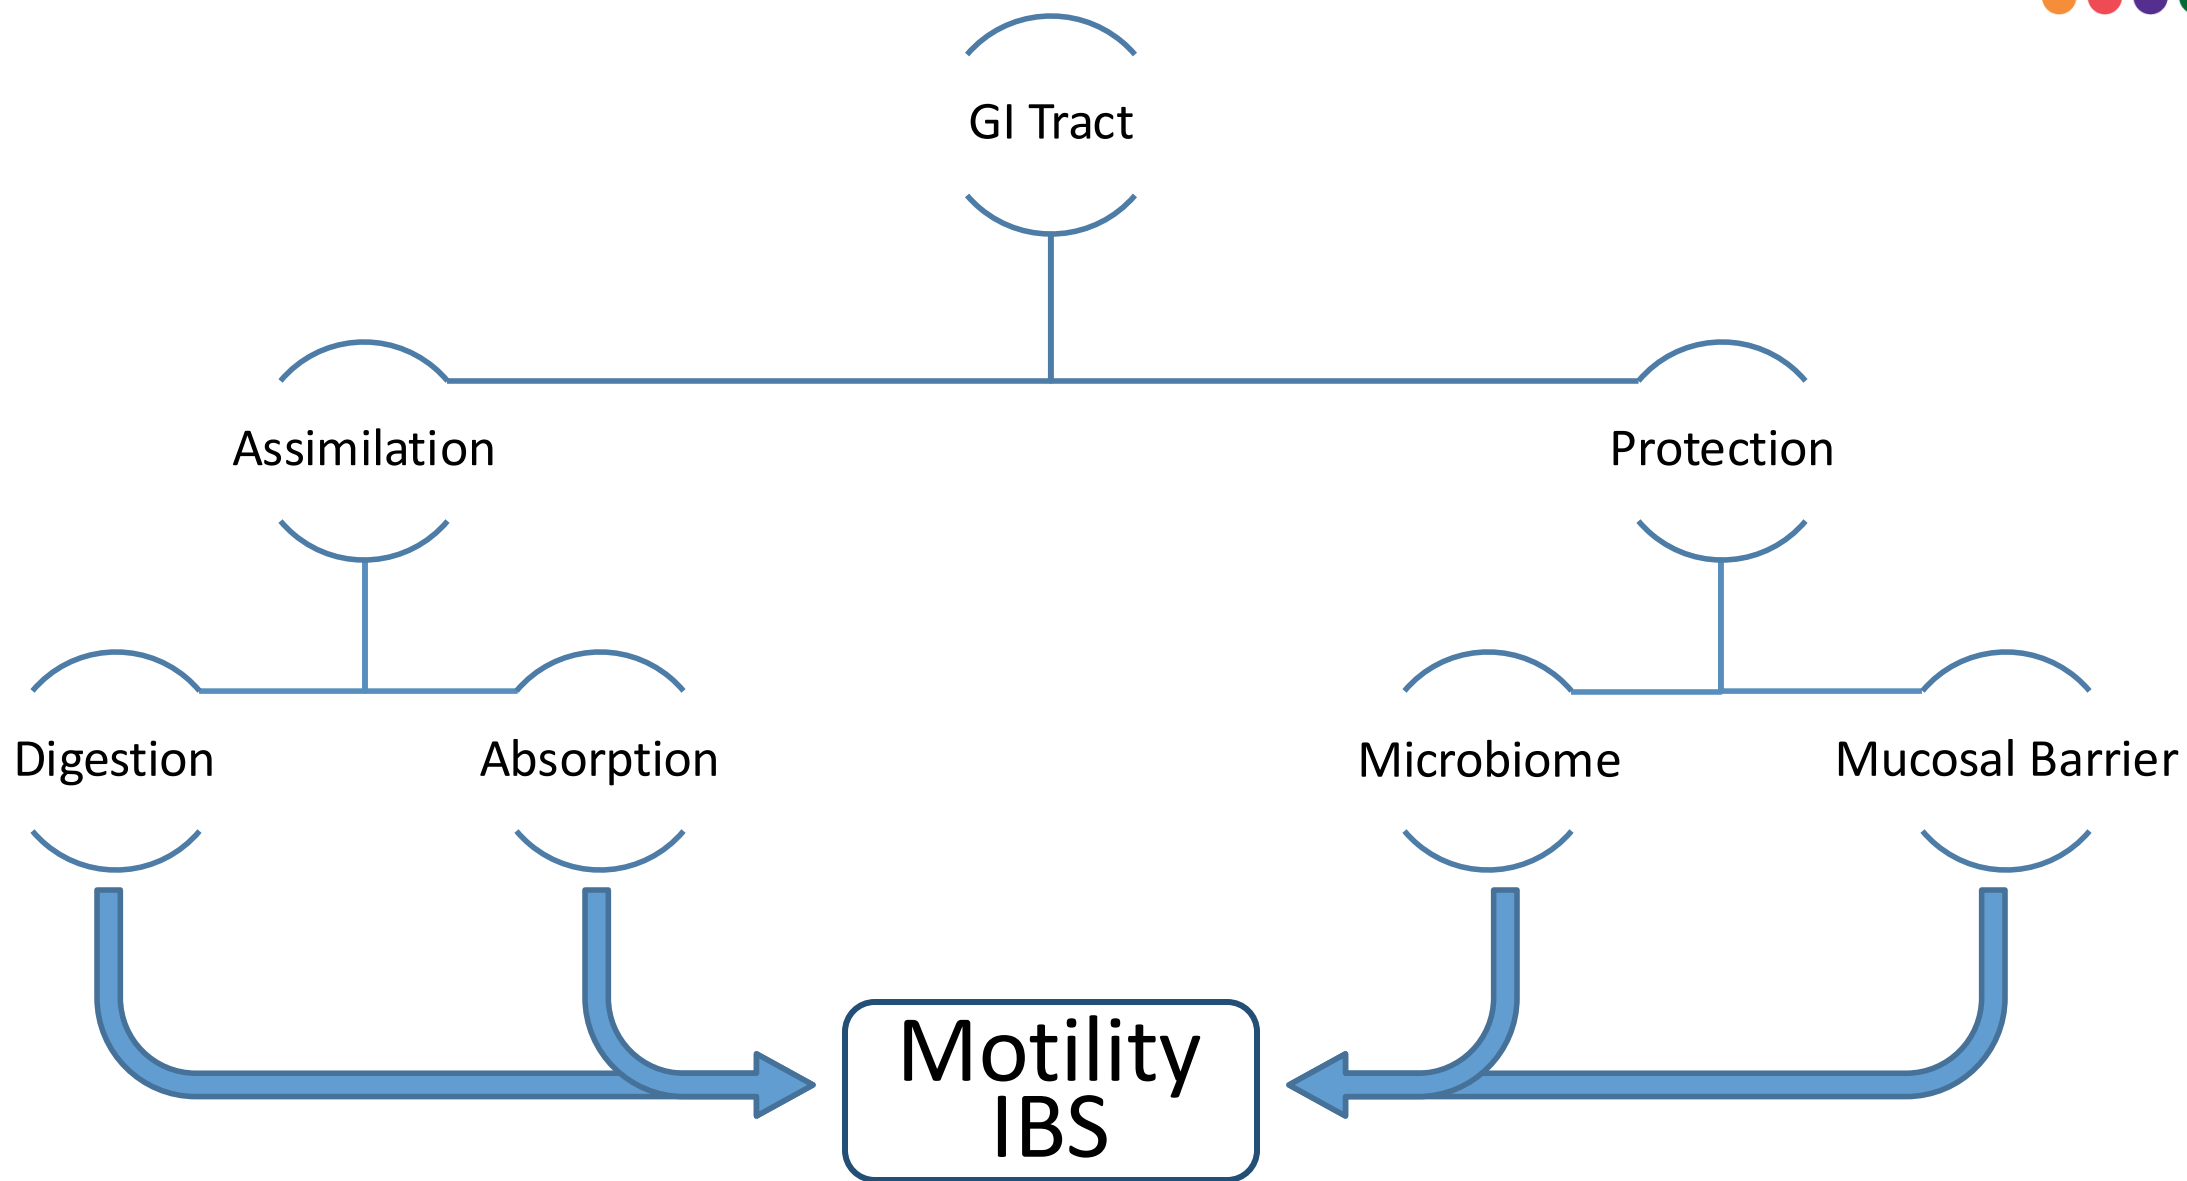 GI Tract
Assimilation
Protection
Digestion
Absorption
Microbiome
Mucosal Barrier
Motility
IBS